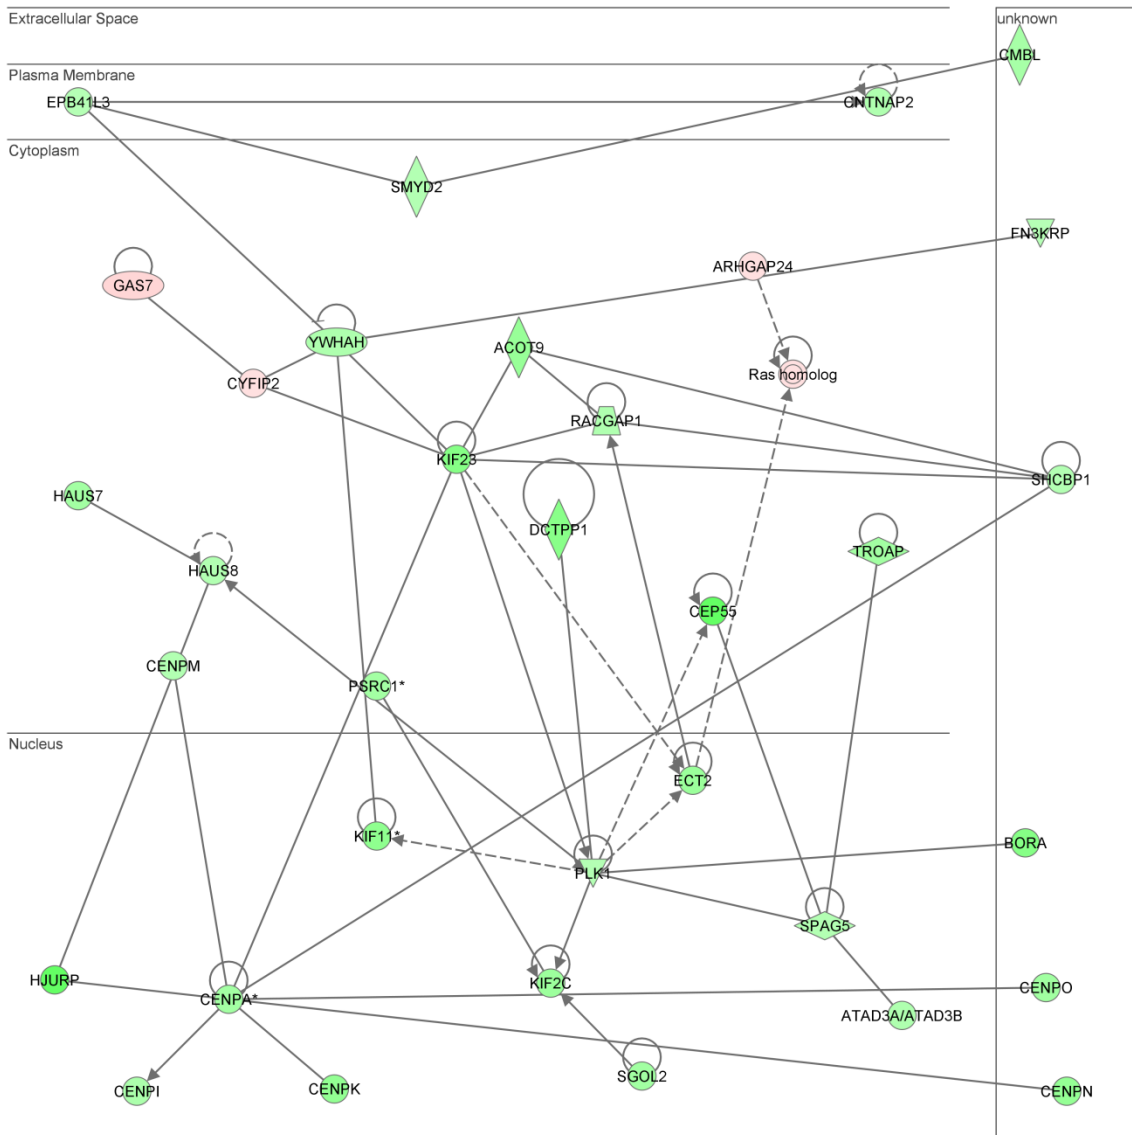 Extracellular Space
unknown
CMBL
Plasma Membrane
EPB41L3
CNTNAP2
Cytoplasm
SMYD2
FN3KRP
ARHGAP24
GAS7
YWHAH
ACOT9
Ras homolog
CYFIP2
RACGAP1
KIF23
SHCBP1
HAUS7
DCTPP1
TROAP
HAUS8
CEP55
CENPM
PSRC1*
Nucleus
ECT2
KIF11*
BORA
PLK1
SPAG5
HJURP
KIF2C
CENPA*
CENPO
ATAD3A/ATAD3B
SGOL2
CENPI
CENPK
CENPN